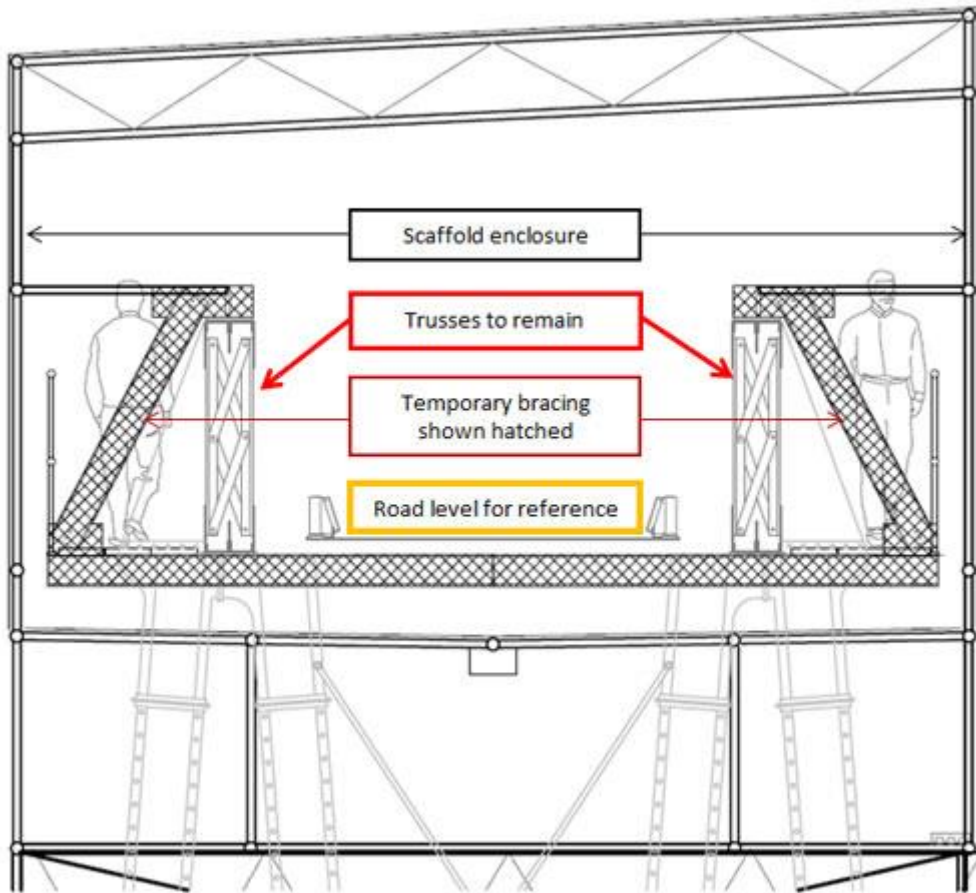 Scaffold enclosure
Trusses to remain
Temporary bracing
shown hatched
Road level for reference